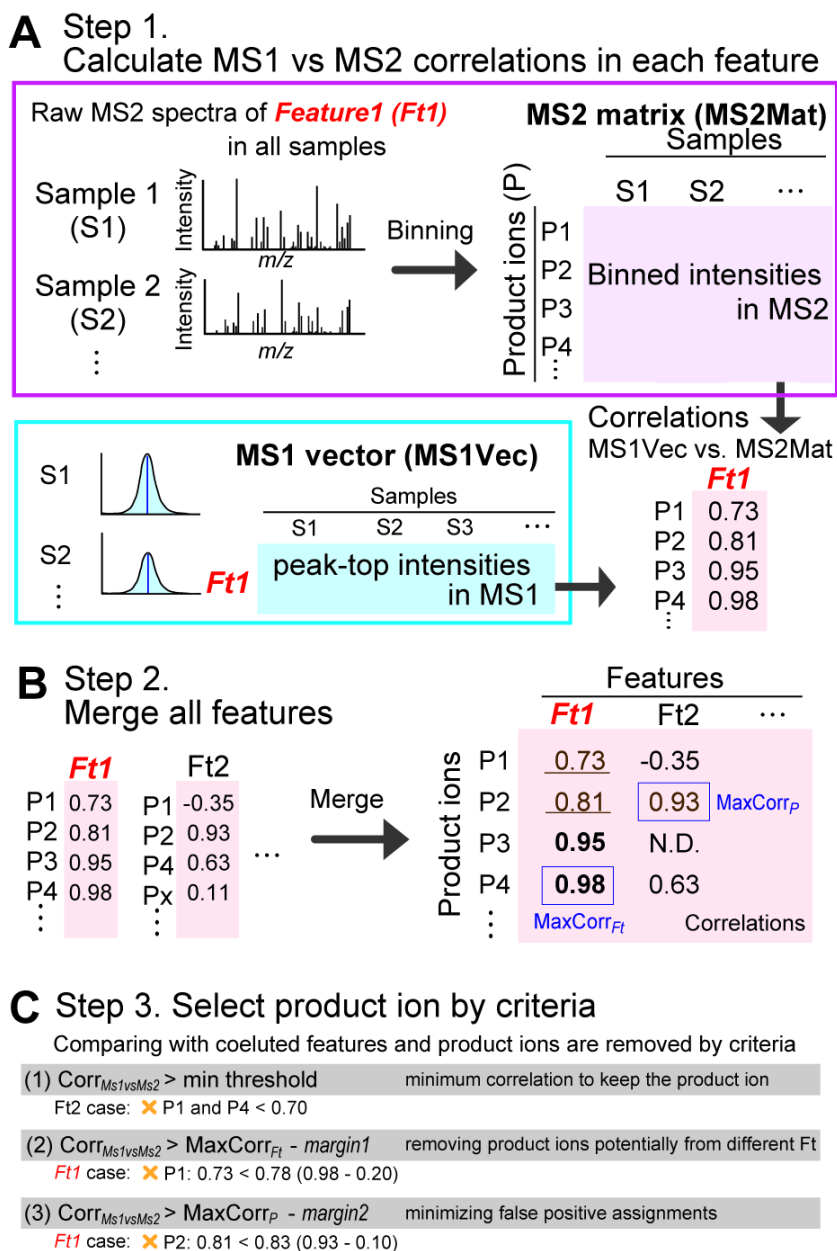 A Step 1.
Calculate MS1 vs MS2 correlations in each feature
Raw MS2 spectra of Feature1 (Ft1)
in all samples
Sample 1
(S1)
Intensity
m/z
Sample 2
(S2)
⋮
Intensity
m/z
Binning
MS2 matrix (MS2Mat)
Samples
S1 S2 ⋯
Product ions (P)
P1
P2
P3
P4
⋮
Binned intensities
in MS2
Correlations
MS1Vec vs. MS2Mat
Ft1
P1 0.73
P2 0.81
P3 0.95
P4 0.98
⋮
MS1 vector (MS1Vec)
S1
S2
⋮
Samples
S1 S2 S3 ⋯
Ft1
peak-top intensities
in MS1
B Step 2.
Merge all features
Ft1
P1 0.73
P2 0.81
P3 0.95
P4 0.98
⋮
Ft2
P1 -0.35
P2 0.93
P4 0.63
Px 0.11
⋮
⋯
Merge
Features
Ft1 Ft2 ⋯
Product ions
P1 0.73 -0.35
P2 0.81 0.93 MaxCorrP
P3 0.95 N.D.
P4 0.98 0.63
⋮ MaxCorrFt Correlations
C Step 3. Select product ion by criteria
Comparing with coeluted features and product ions are removed by criteria
(1) CorrMs1vsMs2 > min threshold minimum correlation to keep the product ion
Ft2 case: ✕ P1 and P4 < 0.70
(2) CorrMs1vsMs2 > MaxCorrFt - margin1 removing product ions potentially from different Ft
Ft1 case: ✕ P1: 0.73 < 0.78 (0.98 - 0.20)
(3) CorrMs1vsMs2 > MaxCorrP - margin2 minimizing false positive assignments
Ft1 case: ✕ P2: 0.81 < 0.83 (0.93 - 0.10)